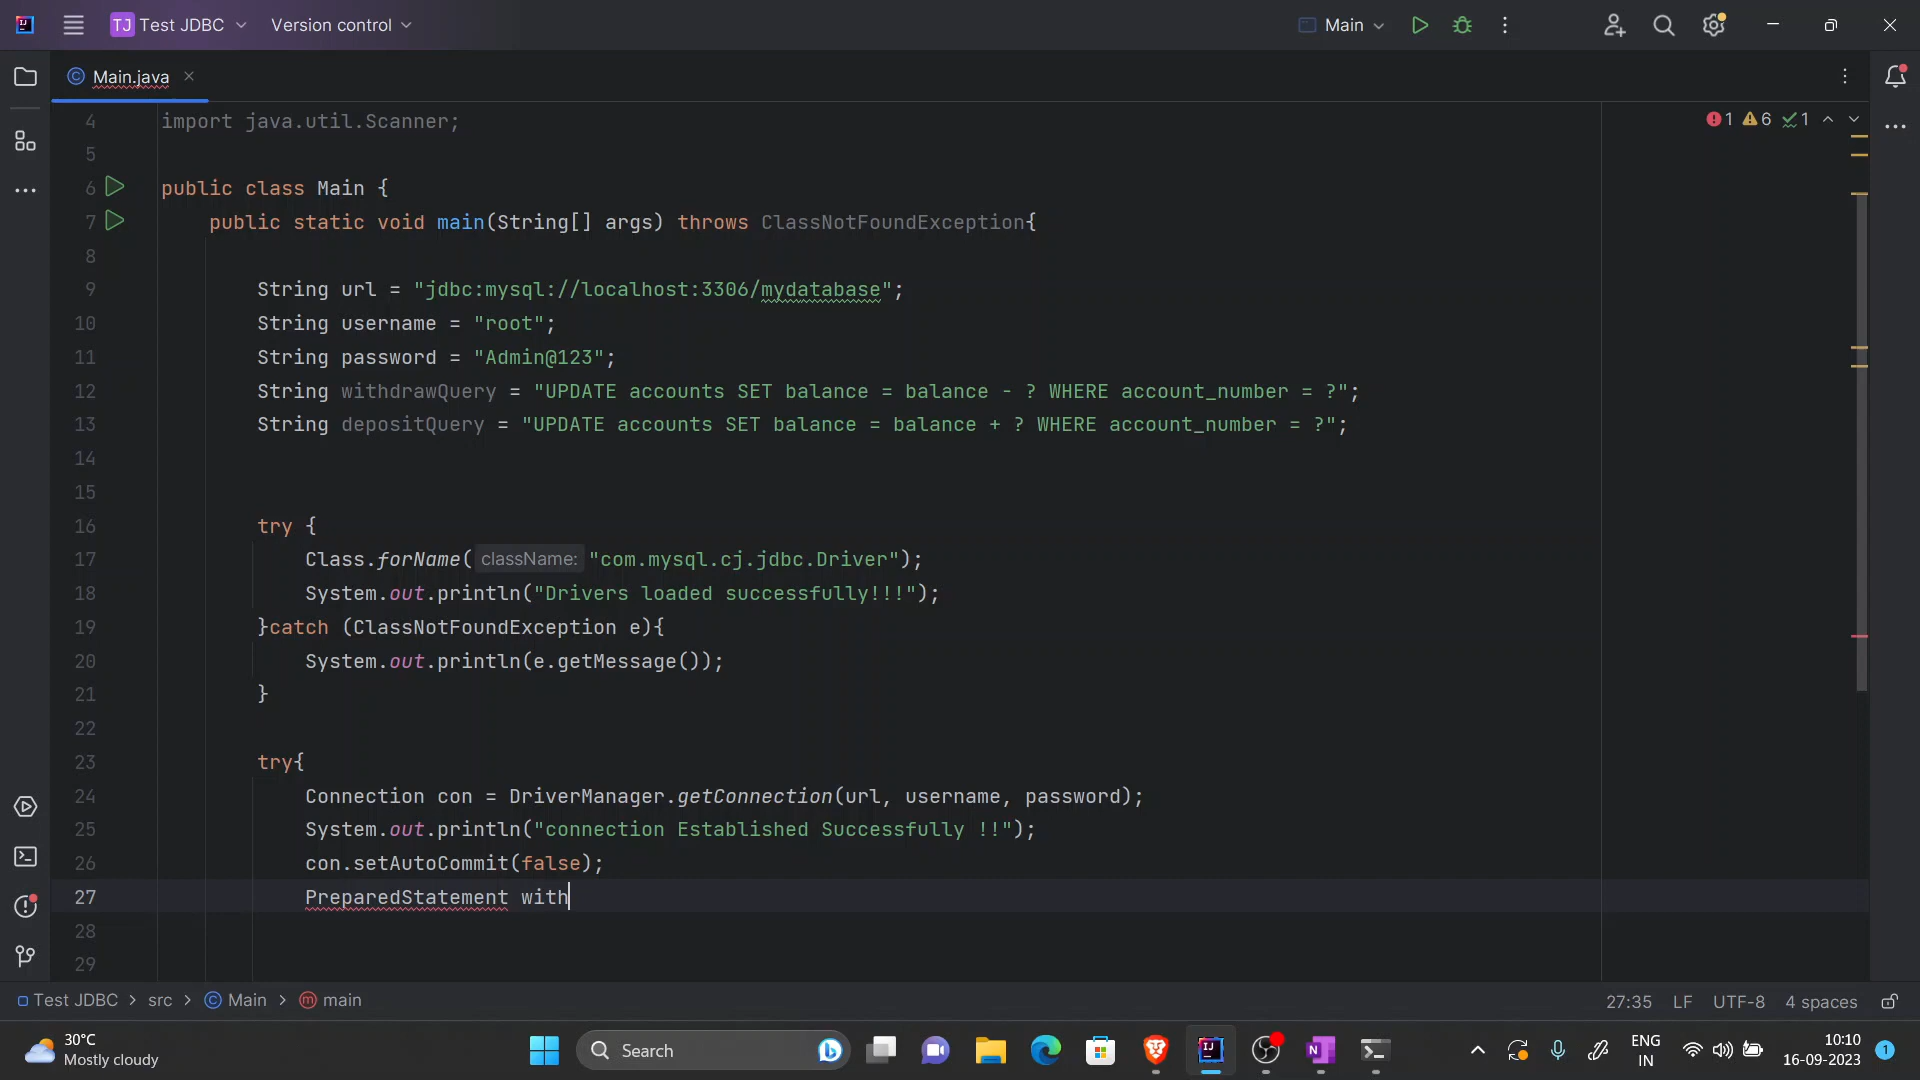 TJ Test JDBC Version control Main
Main.java
4 import java.util.Scanner; 1 6 1
5
6 public class Main {
7 public static void main(String[] args) throws ClassNotFoundException{
8
9 String url = "jdbc:mysql://localhost:3306/mydatabase";
10 String username = "root";
11 String password = "Admin@123";
12 String withdrawQuery = "UPDATE accounts SET balance = balance - ? WHERE account_number = ?";
13 String depositQuery = "UPDATE accounts SET balance = balance + ? WHERE account_number = ?";
14
15
16 try {
17 Class.forName( className: "com.mysql.cj.jdbc.Driver");
18 System.out.println("Drivers loaded successfully!!!");
19 }catch (ClassNotFoundException e){
20 System.out.println(e.getMessage());
21 }
22
23 try{
24 Connection con = DriverManager.getConnection(url, username, password);
25 System.out.println("connection Established Successfully !!");
26 con.setAutoCommit(false);
27 PreparedStatement with
28
29
Test JDBC > src > Main > main 27:35 LF UTF-8 4 spaces
30°C
Mostly cloudy
Search
ENG
IN
10:10
16-09-2023
1